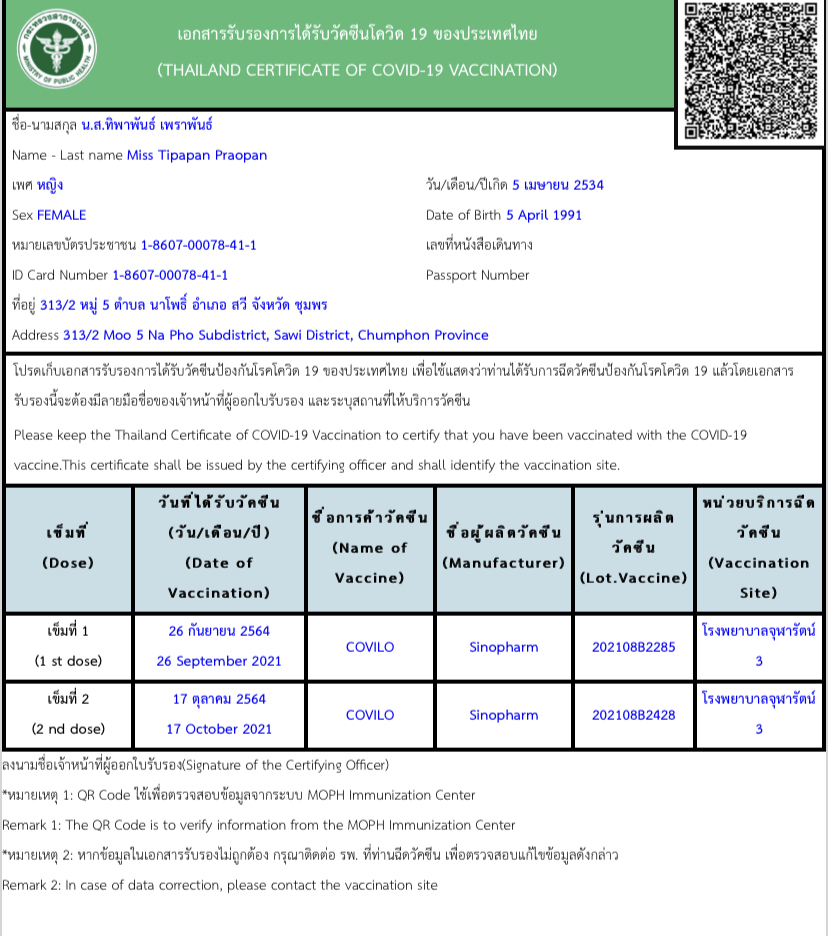 กระทรวงสาธารณสุข
MINISTRY OF PUBLIC HEALTH
เอกสารรับรองการได้รับวัคซีนโควิด 19 ของประเทศไทย
(THAILAND CERTIFICATE OF COVID-19 VACCINATION)
ชื่อ-นามสกุล น.ส.ทิพาพันธ์ เพราพันธ์
Name - Last name Miss Tipapan Praopan
เพศ หญิง วัน/เดือน/ปีเกิด 5 เมษายน 2534
Sex FEMALE Date of Birth 5 April 1991
หมายเลขบัตรประชาชน 1-8607-00078-41-1 เลขที่หนังสือเดินทาง
ID Card Number 1-8607-00078-41-1 Passport Number
ที่อยู่ 313/2 หมู่ 5 ตำบล นาโพธิ์ อำเภอ สวี จังหวัด ชุมพร
Address 313/2 Moo 5 Na Pho Subdistrict, Sawi District, Chumphon Province
โปรดเก็บเอกสารรับรองการได้รับวัคซีนป้องกันโรคโควิด 19 ของประเทศไทย เพื่อใช้แสดงว่าท่านได้รับการฉีดวัคซีนป้องกันโรคโควิด 19 แล้วโดยเอกสาร
รับรองนี้จะต้องมีลายมือชื่อของเจ้าหน้าที่ผู้ออกใบรับรอง และระบุสถานที่ให้บริการวัคซีน
Please keep the Thailand Certificate of COVID-19 Vaccination to certify that you have been vaccinated with the COVID-19
vaccine.This certificate shall be issued by the certifying officer and shall identify the vaccination site.
เข็มที่
(Dose)
วันที่ได้รับวัคซีน
(วัน/เดือน/ปี)
(Date of
Vaccination)
ชื่อการค้าวัคซีน
(Name of
Vaccine)
ชื่อผู้ผลิตวัคซีน
(Manufacturer)
รุ่นการผลิต
วัคซีน
(Lot.Vaccine)
หน่วยบริการฉีด
วัคซีน
(Vaccination
Site)
เข็มที่ 1
(1 st dose)
26 กันยายน 2564
26 September 2021
COVILO
Sinopharm
202108B2285
โรงพยาบาลจุฬารัตน์
3
เข็มที่ 2
(2 nd dose)
17 ตุลาคม 2564
17 October 2021
COVILO
Sinopharm
202108B2428
โรงพยาบาลจุฬารัตน์
3
ลงนามชื่อเจ้าหน้าที่ผู้ออกใบรับรอง(Signature of the Certifying Officer)
*หมายเหตุ 1: QR Code ใช้เพื่อตรวจสอบข้อมูลจากระบบ MOPH Immunization Center
Remark 1: The QR Code is to verify information from the MOPH Immunization Center
*หมายเหตุ 2: หากข้อมูลในเอกสารรับรองไม่ถูกต้อง กรุณาติดต่อ รพ. ที่ท่านฉีดวัคซีน เพื่อตรวจสอบแก้ไขข้อมูลดังกล่าว
Remark 2: In case of data correction, please contact the vaccination site